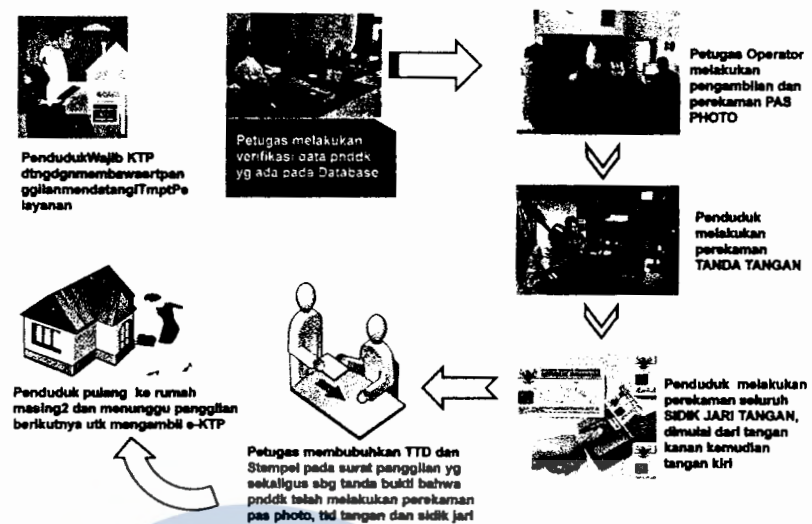 PendudukWajib KTP
dtngdgnmembawasrtpan
ggilanmendatangiTmptPe
layanan
Petugas melakukan
verifikasi data pnddk
yg ada pada Database
Petugas Operator
melakukan
pengambilan dan
perekaman PAS
PHOTO
Penduduk
melakukan
perekaman
TANDA TANGAN
Penduduk melakukan
perekaman seluruh
SIDIK JARI TANGAN,
dimulai dari tangan
kanan kemudian
tangan kiri
Petugas membubuhkan TTD dan
Stempel pada surat panggilan yg
sekaligus sbg tanda bukti bahwa
pnddk telah melakukan perekaman
pas photo, ttd tangan dan sidik jari
Penduduk pulang ke rumah
masing2 dan menunggu panggilan
berikutnya utk mengambil e-KTP